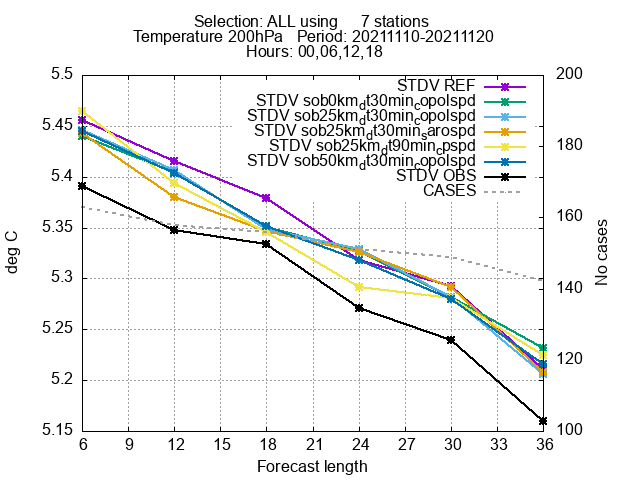 Selection: ALL using 7 stations
Temperature 200hPa Period: 20211110-20211120
Hours: 00,06,12,18
5.5
5.45
5.4
5.35
5.3
5.25
5.2
5.15
deg C
STDV REF
STDV sob0km_dt30min_copolspd
STDV sob25km_dt30min_copolspd
STDV sob25km_dt30min_sarospd
STDV sob25km_dt90min_cpspd
STDV sob50km_dt30min_copolspd
STDV OBS
CASES
200
180
160
140
120
100
No cases
6 9 12 15 18 21 24 27 30 33 36
Forecast length